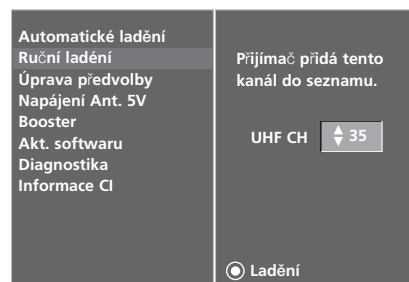 Automatické ladění
Ruční ladéní
Úprava předvolby
Napájení Ant. 5V
Booster
Akt. softwaru
Diagnostika
Informace CI
Přijímač přidá tento
kanál do seznamu.
UHF CH 35
Ladění